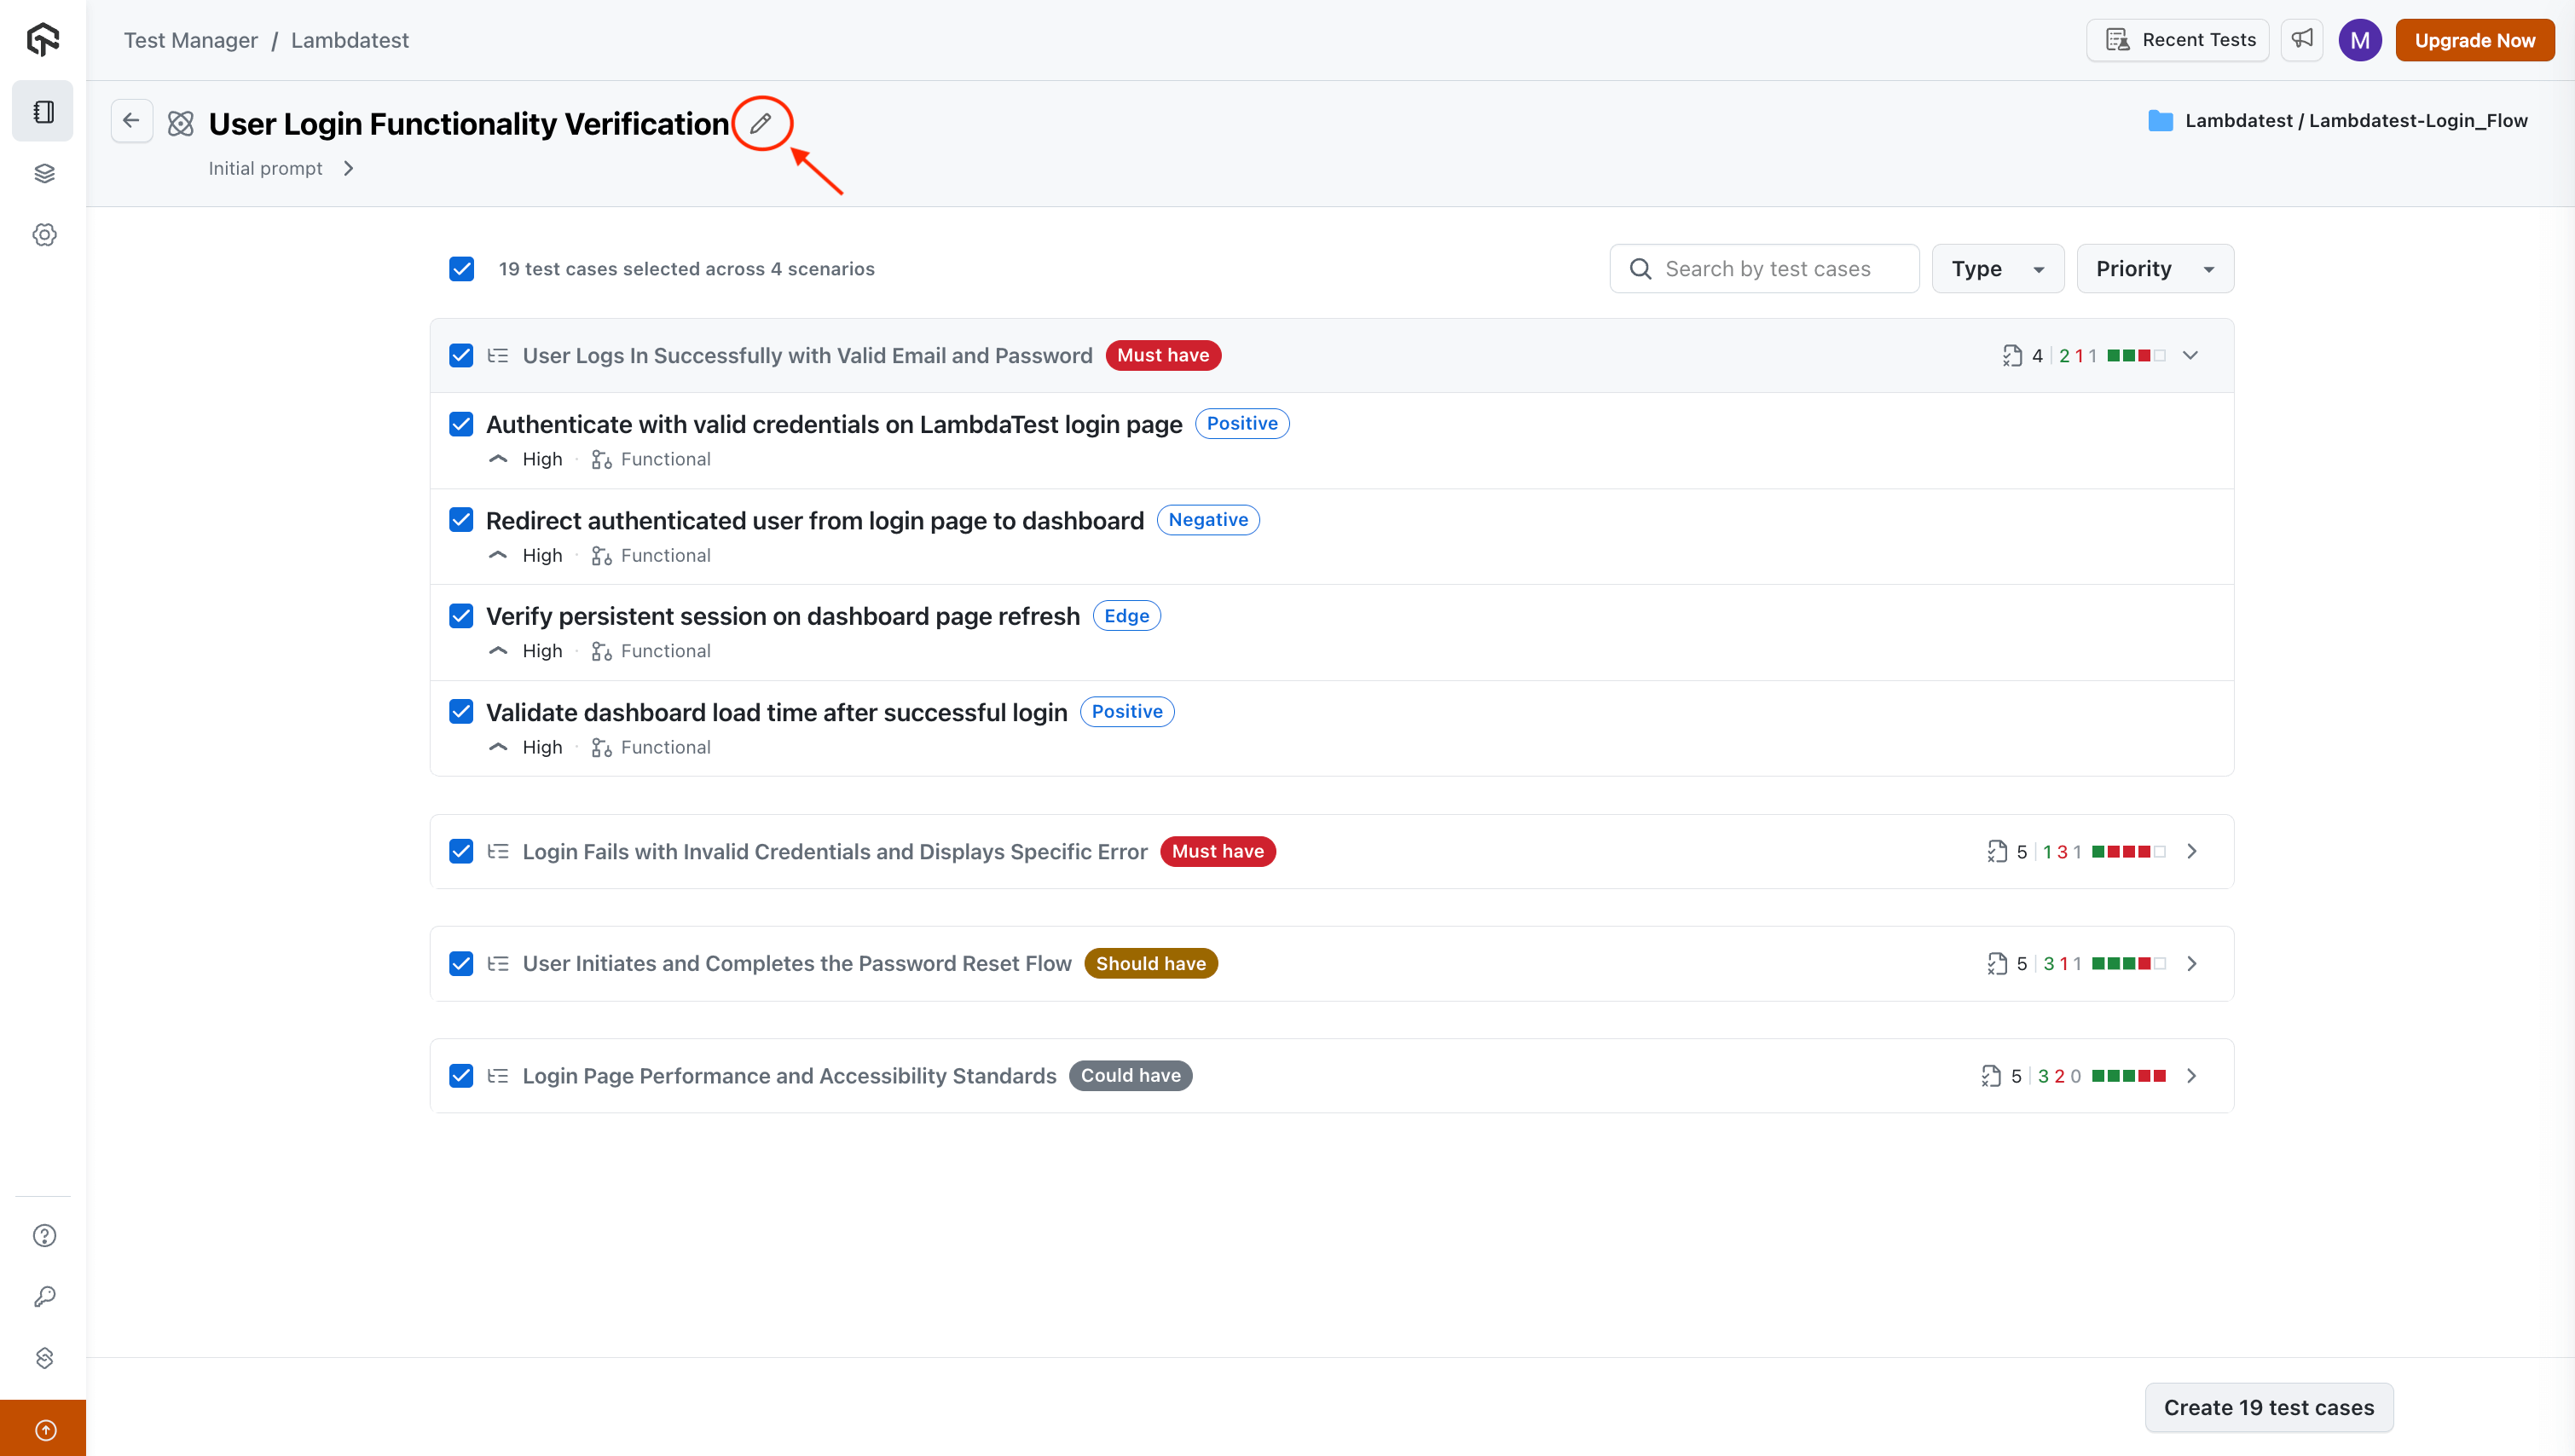 Test Manager / Lambdatest
Recent Tests
M
Upgrade Now
User Login Functionality Verification
Lambdatest / Lambdatest-Login_Flow
Initial prompt
19 test cases selected across 4 scenarios
Search by test cases
Type
Priority
User Logs In Successfully with Valid Email and Password Must have 4 2 1 1
Authenticate with valid credentials on LambdaTest login page Positive
High · Functional
Redirect authenticated user from login page to dashboard Negative
High · Functional
Verify persistent session on dashboard page refresh Edge
High · Functional
Validate dashboard load time after successful login Positive
High · Functional
Login Fails with Invalid Credentials and Displays Specific Error Must have 5 1 3 1
User Initiates and Completes the Password Reset Flow Should have 5 3 1 1
Login Page Performance and Accessibility Standards Could have 5 3 2 0
Create 19 test cases